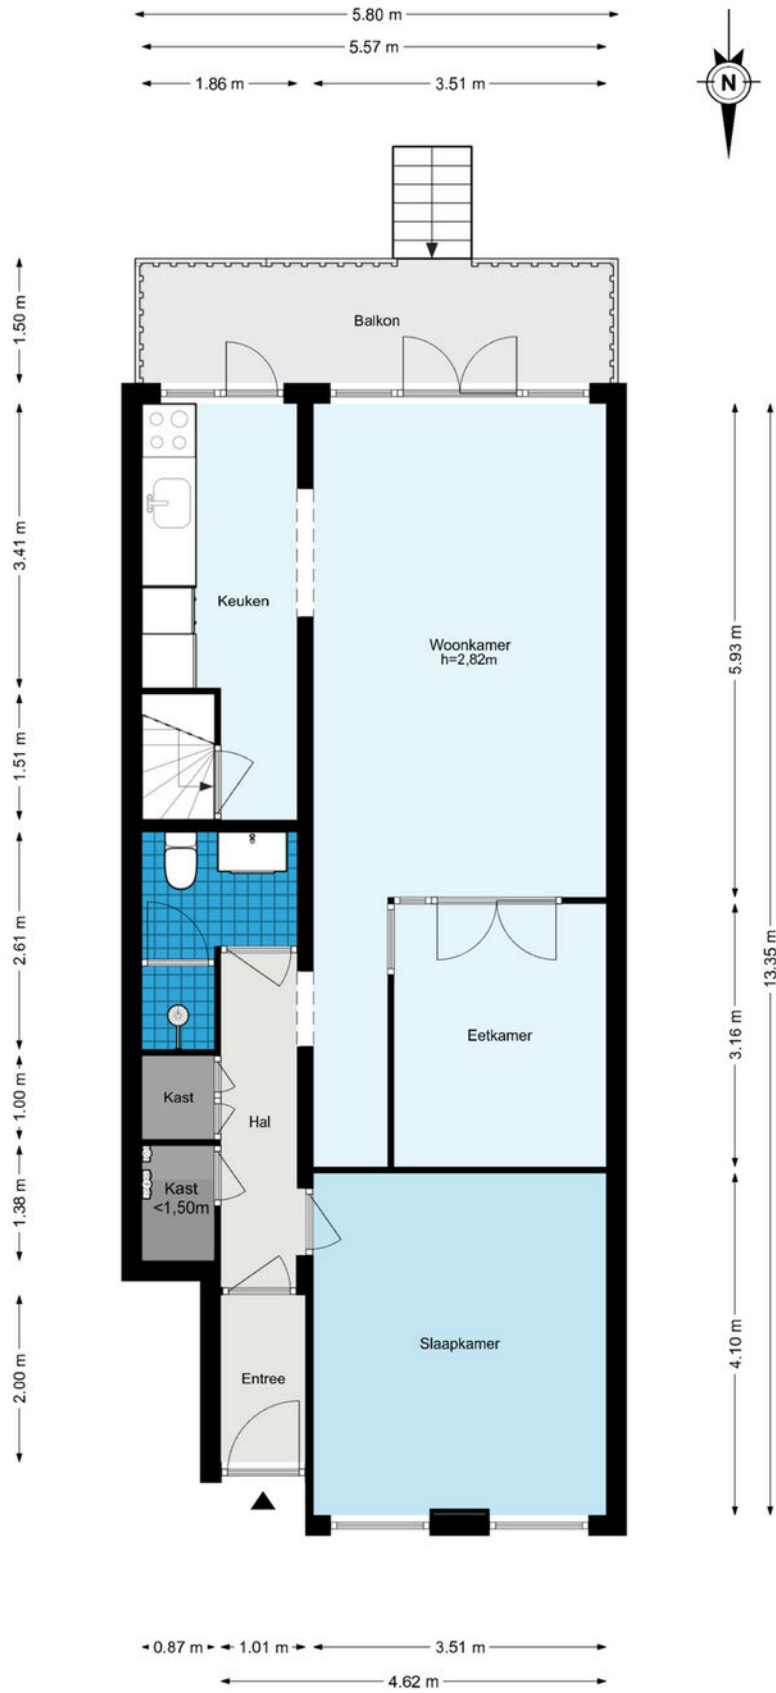 5.80 m
5.57 m
1.86 m
3.51 m
N
1.50 m
Balkon
3.41 m
Keuken
Woonkamer
h=2,82m
5.93 m
1.51 m
2.61 m
13.35 m
Eetkamer
3.16 m
1.00 m
Kast
Hal
1.38 m
Kast
<1,50m
Slaapkamer
4.10 m
2.00 m
Entree
0.87 m
1.01 m
3.51 m
4.62 m